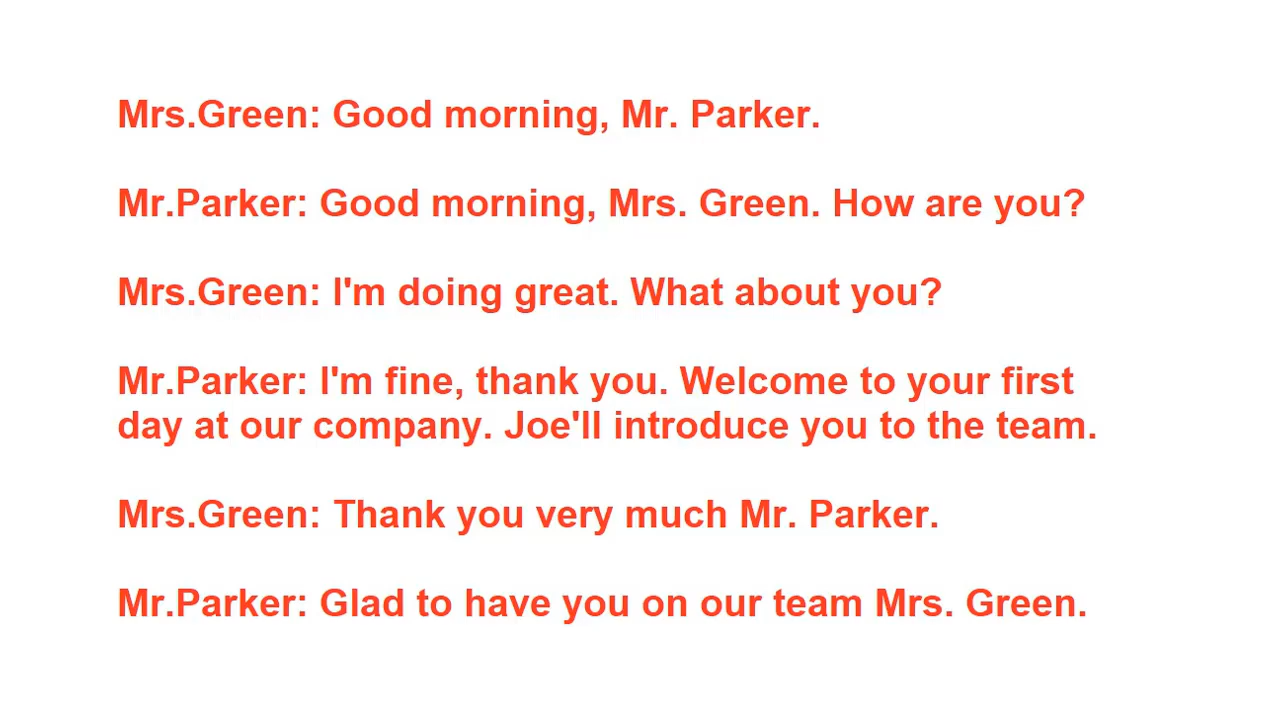 Mrs.Green: Good morning, Mr. Parker.
Mr.Parker: Good morning, Mrs. Green. How are you?
Mrs.Green: I'm doing great. What about you?
Mr.Parker: I'm fine, thank you. Welcome to your first
day at our company. Joe'll introduce you to the team.
Mrs.Green: Thank you very much Mr. Parker.
Mr.Parker: Glad to have you on our team Mrs. Green.